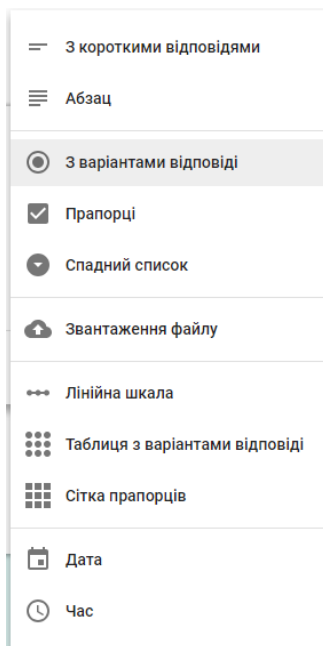 З короткими відповідями
Абзац
З варіантами відповіді
Прапорці
Спадний список
Звантаження файлу
Лінійна шкала
Таблиця з варіантами відповіді
Сітка прапорців
Дата
Час